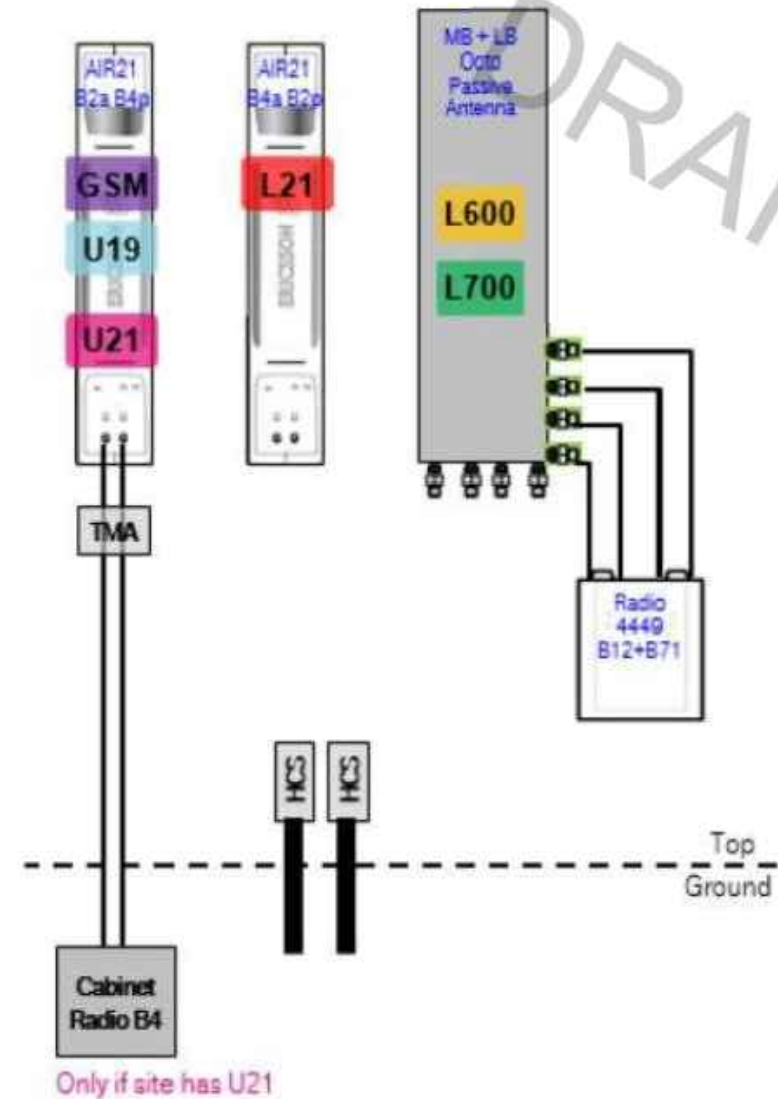 AIR21
B2a B4p
GSM
U19
ERICSSON
U21
TMA
AIR21
B4a B2p
L21
ERICSSON
MB + LB
Octo
Passive
Antenna
L600
L700
Radio
4449
B12+B71
HCS
HCS
Top
Ground
Cabinet
Radio B4
Only if site has U21